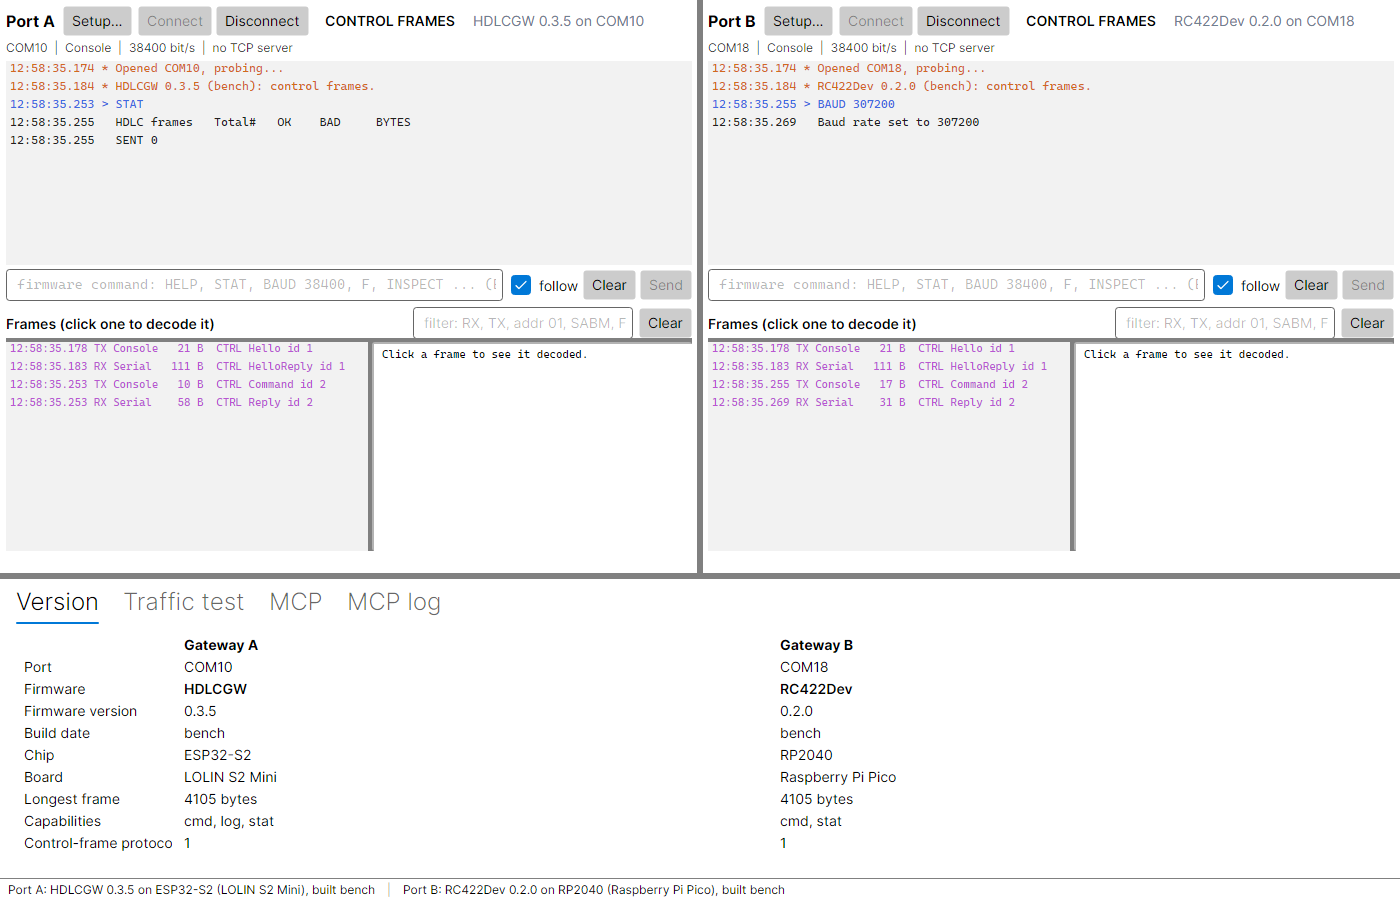 Port A Setup... Connect Disconnect CONTROL FRAMES HDLCGW 0.3.5 on COM10
COM10 | Console | 38400 bit/s | no TCP server
12:58:35.174 * Opened COM10, probing...
12:58:35.184 * HDLCGW 0.3.5 (bench): control frames.
12:58:35.253 > STAT
12:58:35.255 HDLC frames Total# OK BAD BYTES
12:58:35.255 SENT 0
firmware command: HELP, STAT, BAUD 38400, F, INSPECT ... (E follow Clear Send
Frames (click one to decode it) filter: RX, TX, addr 01, SABM, F Clear
12:58:35.178 TX Console 21 B CTRL Hello id 1
12:58:35.183 RX Serial 111 B CTRL HelloReply id 1
12:58:35.253 TX Console 10 B CTRL Command id 2
12:58:35.253 RX Serial 58 B CTRL Reply id 2
Click a frame to see it decoded.
Port B Setup... Connect Disconnect CONTROL FRAMES RC422Dev 0.2.0 on COM18
COM18 | Console | 38400 bit/s | no TCP server
12:58:35.174 * Opened COM18, probing...
12:58:35.184 * RC422Dev 0.2.0 (bench): control frames.
12:58:35.255 > BAUD 307200
12:58:35.269 Baud rate set to 307200
firmware command: HELP, STAT, BAUD 38400, F, INSPECT ... (E follow Clear Send
Frames (click one to decode it) filter: RX, TX, addr 01, SABM, F Clear
12:58:35.178 TX Console 21 B CTRL Hello id 1
12:58:35.183 RX Serial 111 B CTRL HelloReply id 1
12:58:35.255 TX Console 17 B CTRL Command id 2
12:58:35.269 RX Serial 31 B CTRL Reply id 2
Click a frame to see it decoded.
Version Traffic test MCP MCP log
Gateway A Gateway B
Port COM10 COM18
Firmware HDLCGW RC422Dev
Firmware version 0.3.5 0.2.0
Build date bench bench
Chip ESP32-S2 RP2040
Board LOLIN S2 Mini Raspberry Pi Pico
Longest frame 4105 bytes 4105 bytes
Capabilities cmd, log, stat cmd, stat
Control-frame protoco 1 1
Port A: HDLCGW 0.3.5 on ESP32-S2 (LOLIN S2 Mini), built bench | Port B: RC422Dev 0.2.0 on RP2040 (Raspberry Pi Pico), built bench